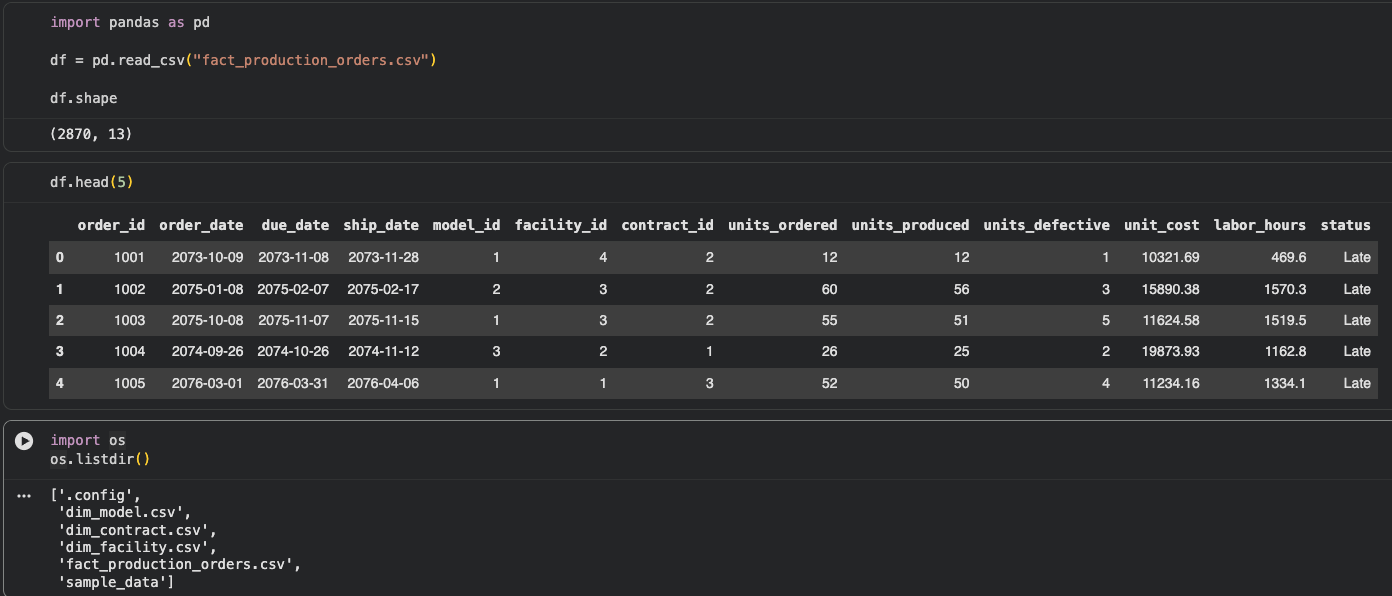 import pandas as pd
df = pd.read_csv("fact_production_orders.csv")
df.shape
(2870, 13)
df.head(5)
order_id order_date due_date ship_date model_id facility_id contract_id units_ordered units_produced units_defective unit_cost labor_hours status
0 1001 2073-10-09 2073-11-08 2073-11-28 1 4 2 12 12 1 10321.69 469.6 Late
1 1002 2075-01-08 2075-02-07 2075-02-17 2 3 2 60 56 3 15890.38 1570.3 Late
2 1003 2075-10-08 2075-11-07 2075-11-15 1 3 2 55 51 5 11624.58 1519.5 Late
3 1004 2074-09-26 2074-10-26 2074-11-12 3 2 1 26 25 2 19873.93 1162.8 Late
4 1005 2076-03-01 2076-03-31 2076-04-06 1 1 3 52 50 4 11234.16 1334.1 Late
import os
os.listdir()
['.config',
'dim_model.csv',
'dim_contract.csv',
'dim_facility.csv',
'fact_production_orders.csv',
'sample_data']